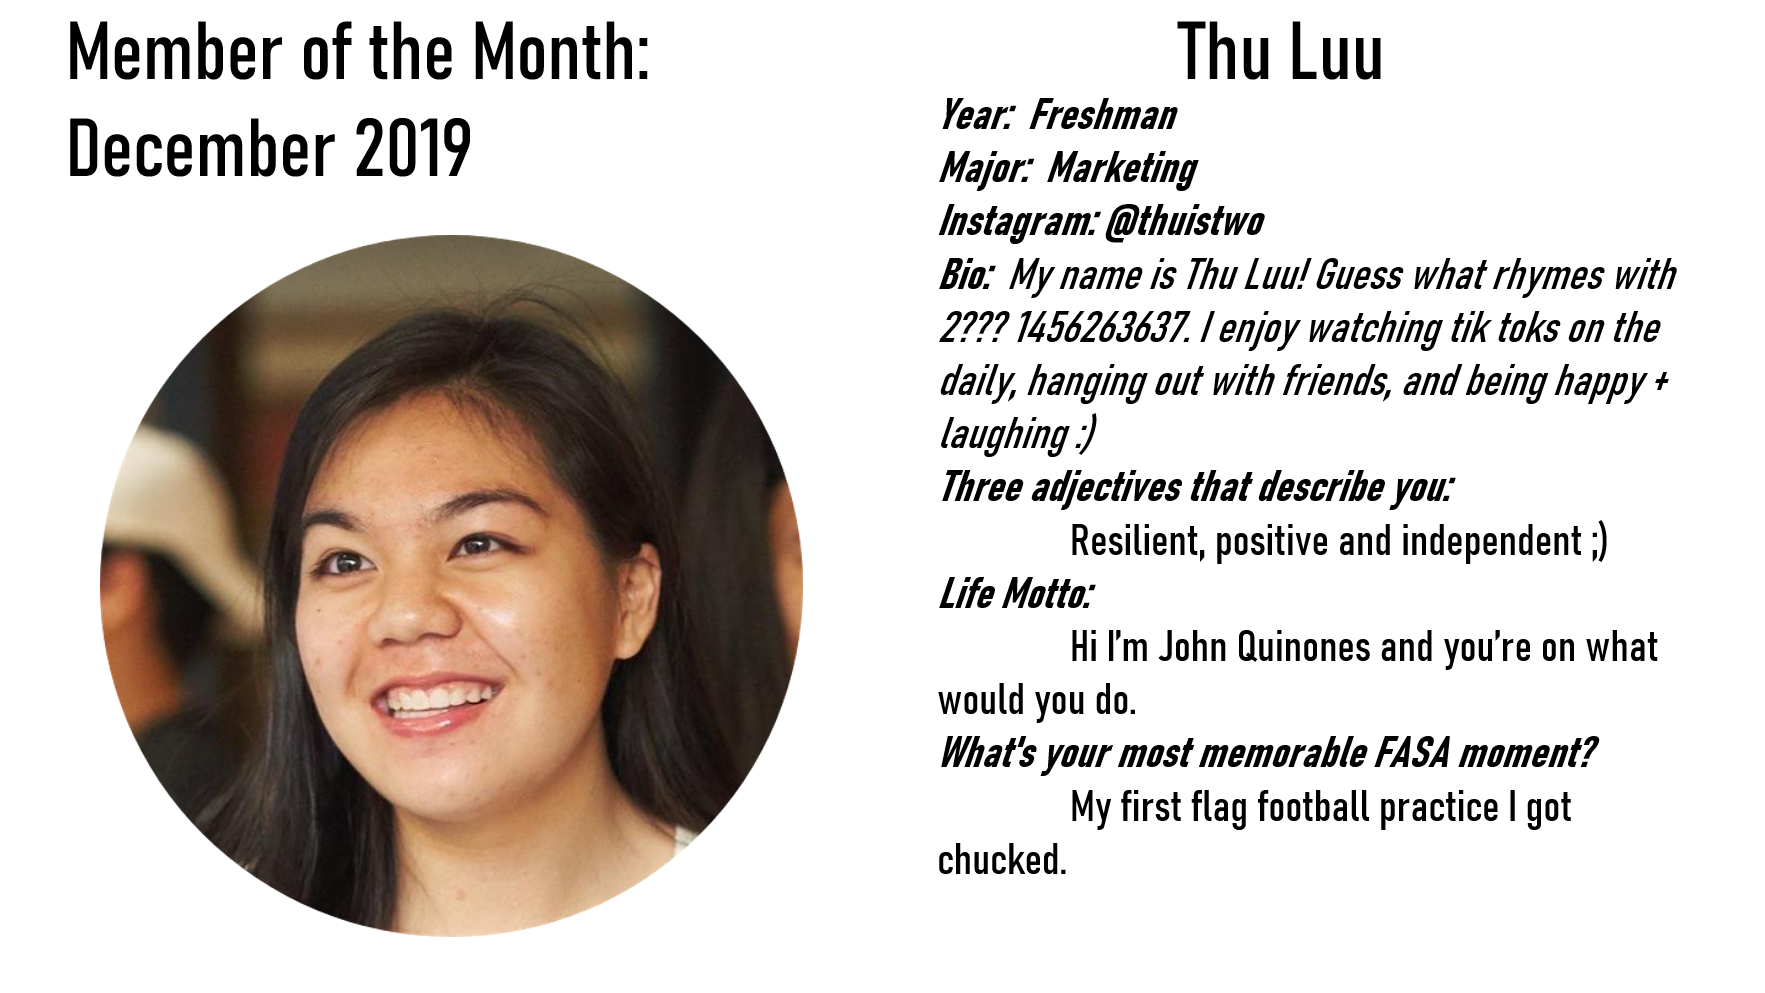 Member of the Month:
December 2019
Thu Luu
Year: Freshman
Major: Marketing
Instagram: @thuistwo
Bio: My name is Thu Luu! Guess what rhymes with
2??? 1456263637. I enjoy watching tik toks on the
daily, hanging out with friends, and being happy +
laughing :)
Three adjectives that describe you:
Resilient, positive and independent ;)
Life Motto:
Hi I’m John Quinones and you’re on what
would you do.
What's your most memorable FASA moment?
My first flag football practice I got
chucked.